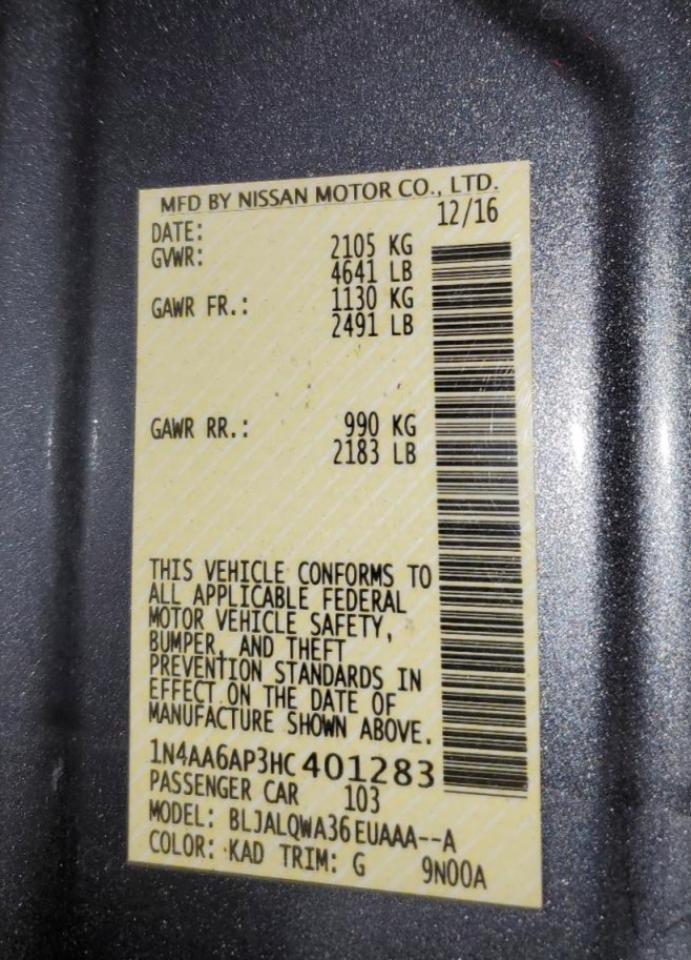 MFD BY NISSAN MOTOR CO., LTD.
DATE: 12/16
GVWR: 2105 KG
4641 LB
GAWR FR.: 1130 KG
2491 LB
GAWR RR.: 990 KG
2183 LB
THIS VEHICLE CONFORMS TO
ALL APPLICABLE FEDERAL
MOTOR VEHICLE SAFETY,
BUMPER, AND THEFT
PREVENTION STANDARDS IN
EFFECT ON THE DATE OF
MANUFACTURE SHOWN ABOVE.
1N4AA6AP3HC401283
PASSENGER CAR 103
MODEL: BLJALQWA36EUAAA--A
COLOR: KAD TRIM: G 9N00A